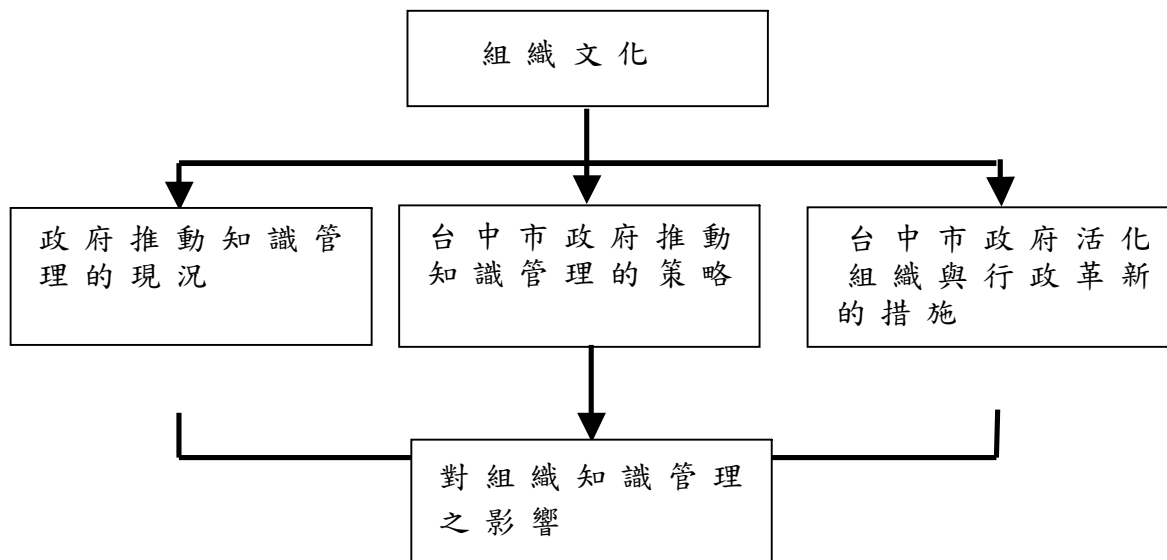 組織文化
政府推動知識管
理的現況
台中市政府推動
知識管理的策略
台中市政府活化
組織與行政革新
的措施
對組織知識管理
之影響